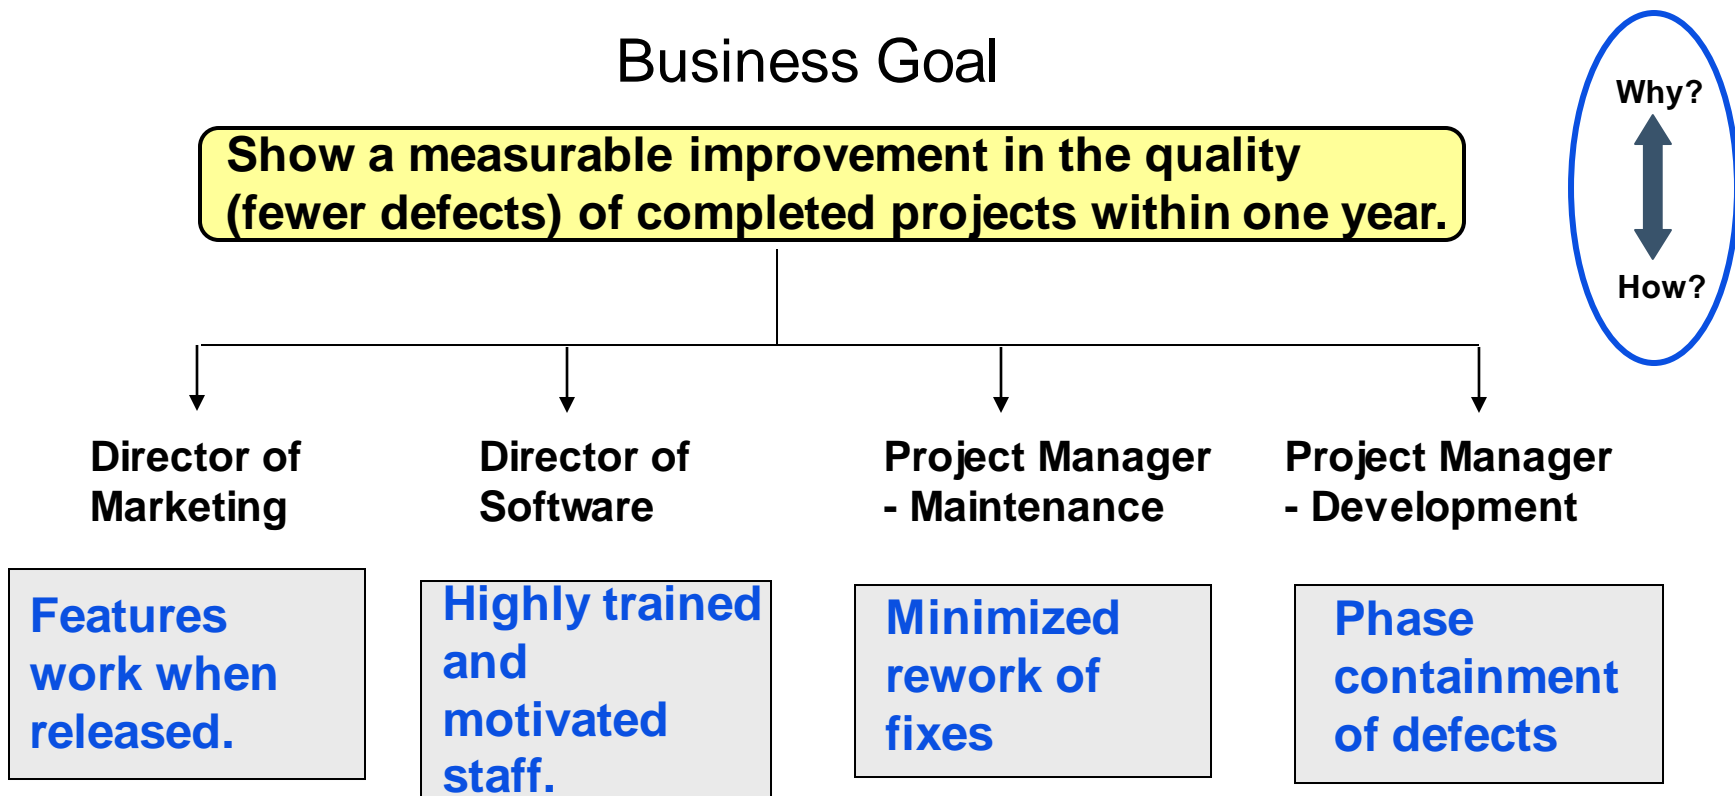 Business Goal
Why?
Show a measurable improvement in the quality
(fewer defects) of completed projects within one year.
How?
Director of
Marketing
Director of
Software
Project Manager
- Maintenance
Project Manager
- Development
Features
work when
released.
Highly trained
and
motivated
staff.
Minimized
rework of
fixes
Phase
containment
of defects